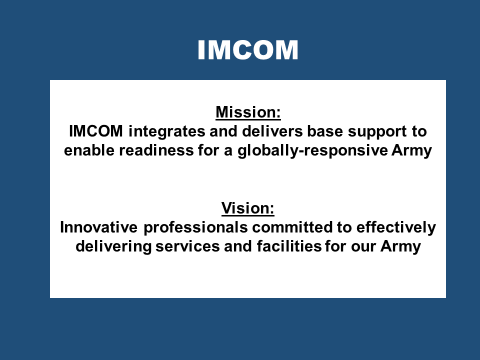 IMCOM
Mission:
IMCOM integrates and delivers base support to
enable readiness for a globally-responsive Army
Vision:
Innovative professionals committed to effectively
delivering services and facilities for our Army